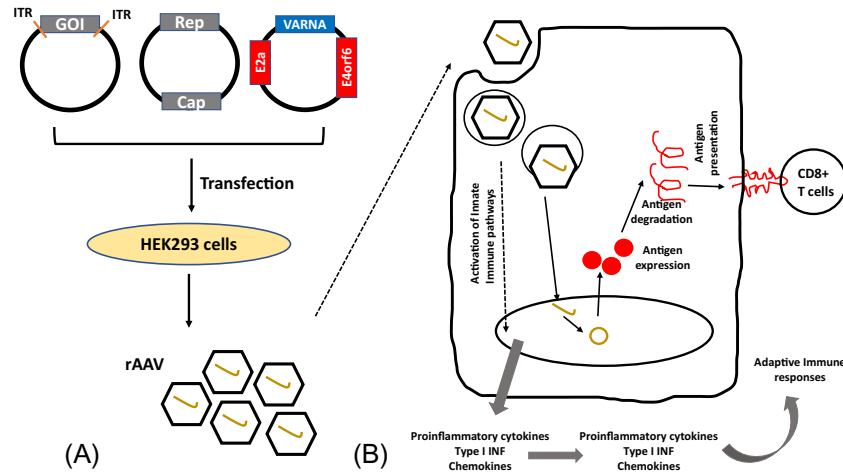 ITR
GOI
ITR
Rep
Cap
VARNA
E2a
E4orf6
Transfection
HEK293 cells
rAAV
(A)
(B)
Activation of Innate
Immune pathways
Antigen
presentation
CD8+
T cells
Antigen
degradation
Antigen
expression
Adaptive Immune
responses
Proinflammatory cytokines
Type I INF
Chemokines
Proinflammatory cytokines
Type I INF
Chemokines